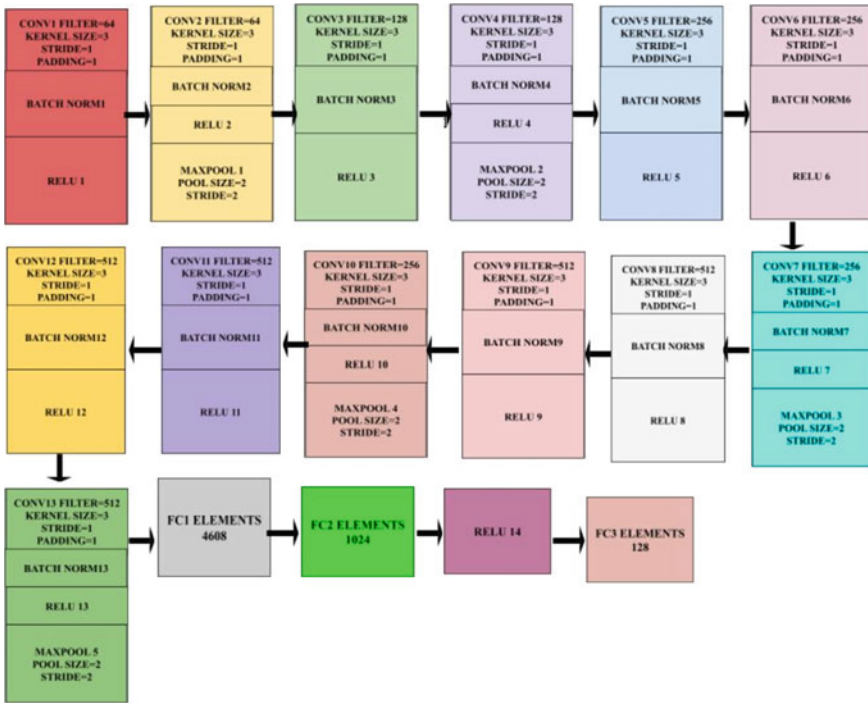 CONV1 FILTER=64
KERNEL SIZE=3
STRIDE=1
PADDING=1
BATCH NORM1
RELU 1
CONV2 FILTER=64
KERNEL SIZE=3
STRIDE=1
PADDING=1
BATCH NORM2
RELU 2
MAXPOOL 1
POOL SIZE=2
STRIDE=2
CONV3 FILTER=128
KERNEL SIZE=3
STRIDE=1
PADDING=1
BATCH NORM3
RELU 3
CONV4 FILTER=128
KERNEL SIZE=3
STRIDE=1
PADDING=1
BATCH NORM4
RELU 4
MAXPOOL 2
POOL SIZE=2
STRIDE=2
CONV5 FILTER=256
KERNEL SIZE=3
STRIDE=1
PADDING=1
BATCH NORM5
RELU 5
CONV6 FILTER=256
KERNEL SIZE=3
STRIDE=1
PADDING=1
BATCH NORM6
RELU 6
CONV7 FILTER=256
KERNEL SIZE=3
STRIDE=1
PADDING=1
BATCH NORM7
RELU 7
MAXPOOL 3
POOL SIZE=2
STRIDE=2
CONV8 FILTER=512
KERNEL SIZE=3
STRIDE=1
PADDING=1
BATCH NORM8
RELU 8
CONV9 FILTER=512
KERNEL SIZE=3
STRIDE=1
PADDING=1
BATCH NORM9
RELU 9
CONV10 FILTER=256
KERNEL SIZE=3
STRIDE=1
PADDING=1
BATCH NORM10
RELU 10
MAXPOOL 4
POOL SIZE=2
STRIDE=2
CONV11 FILTER=512
KERNEL SIZE=3
STRIDE=1
PADDING=1
BATCH NORM11
RELU 11
CONV12 FILTER=512
KERNEL SIZE=3
STRIDE=1
PADDING=1
BATCH NORM12
RELU 12
CONV13 FILTER=512
KERNEL SIZE=3
STRIDE=1
PADDING=1
BATCH NORM13
RELU 13
MAXPOOL 5
POOL SIZE=2
STRIDE=2
FC1 ELEMENTS
4608
FC2 ELEMENTS
1024
RELU 14
FC3 ELEMENTS
128